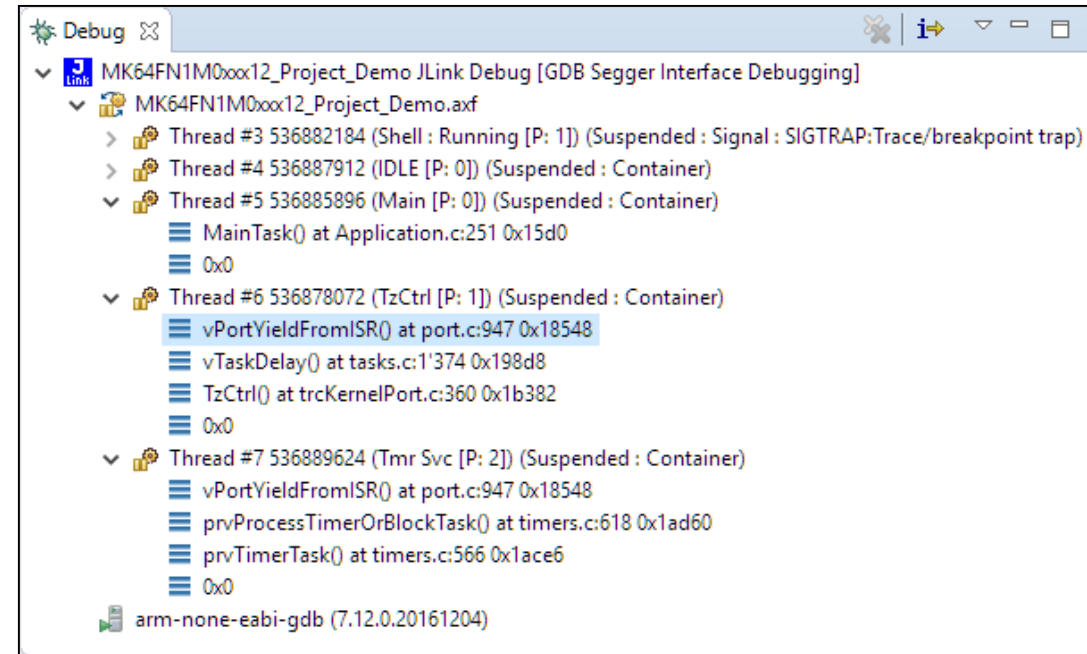 Debug
J Link MK64FN1M0xxx12_Project_Demo JLink Debug [GDB Segger Interface Debugging]
MK64FN1M0xxx12_Project_Demo.axf
Thread #3 536882184 (Shell : Running [P: 1]) (Suspended : Signal : SIGTRAP:Trace/breakpoint trap)
Thread #4 536887912 (IDLE [P: 0]) (Suspended : Container)
Thread #5 536885896 (Main [P: 0]) (Suspended : Container)
MainTask() at Application.c:251 0x15d0
0x0
Thread #6 536878072 (TzCtrl [P: 1]) (Suspended : Container)
vPortYieldFromISR() at port.c:947 0x18548
vTaskDelay() at tasks.c:1'374 0x198d8
TzCtrl() at trcKernelPort.c:360 0x1b382
0x0
Thread #7 536889624 (Tmr Svc [P: 2]) (Suspended : Container)
vPortYieldFromISR() at port.c:947 0x18548
prvProcessTimerOrBlockTask() at timers.c:618 0x1ad60
prvTimerTask() at timers.c:566 0x1ace6
0x0
arm-none-eabi-gdb (7.12.0.20161204)